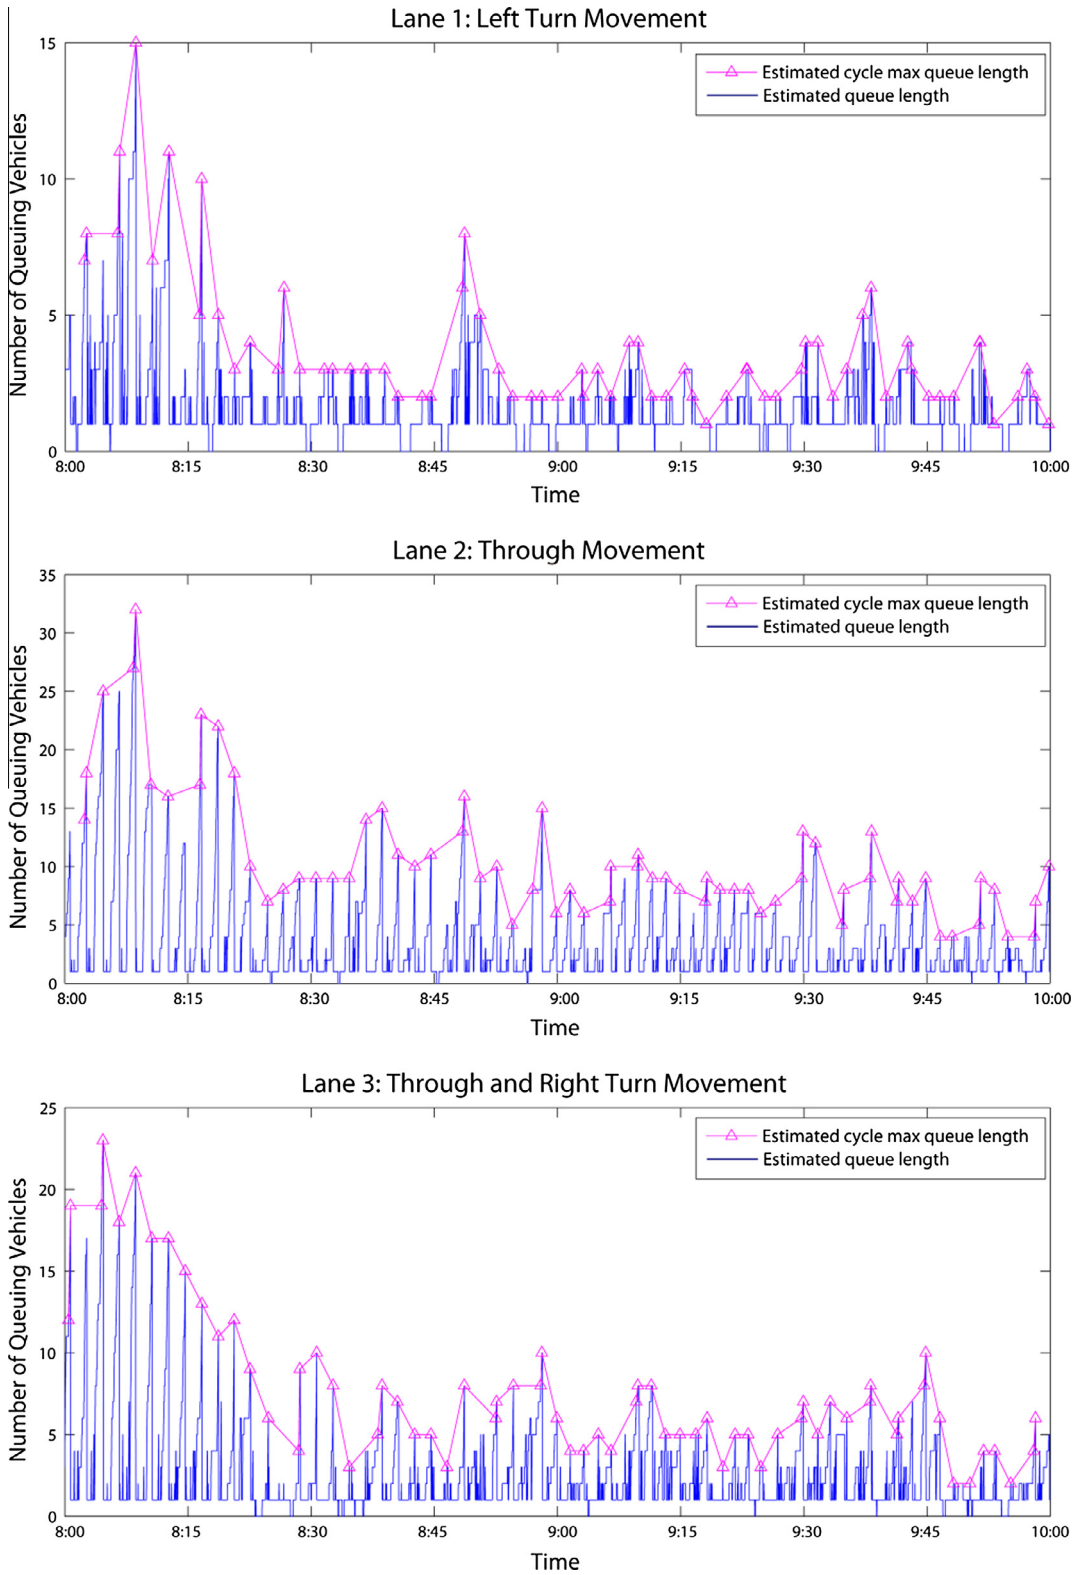 Lane 1: Left Turn Movement
Number of Queuing Vehicles
15
10
5
0
Estimated cycle max queue length
Estimated queue length
8:00 8:15 8:30 8:45 9:00 9:15 9:30 9:45 10:00
Time
Lane 2: Through Movement
Number of Queuing Vehicles
35
30
25
20
15
10
5
0
Estimated cycle max queue length
Estimated queue length
8:00 8:15 8:30 8:45 9:00 9:15 9:30 9:45 10:00
Time
Lane 3: Through and Right Turn Movement
Number of Queuing Vehicles
25
20
15
10
5
0
Estimated cycle max queue length
Estimated queue length
8:00 8:15 8:30 8:45 9:00 9:15 9:30 9:45 10:00
Time